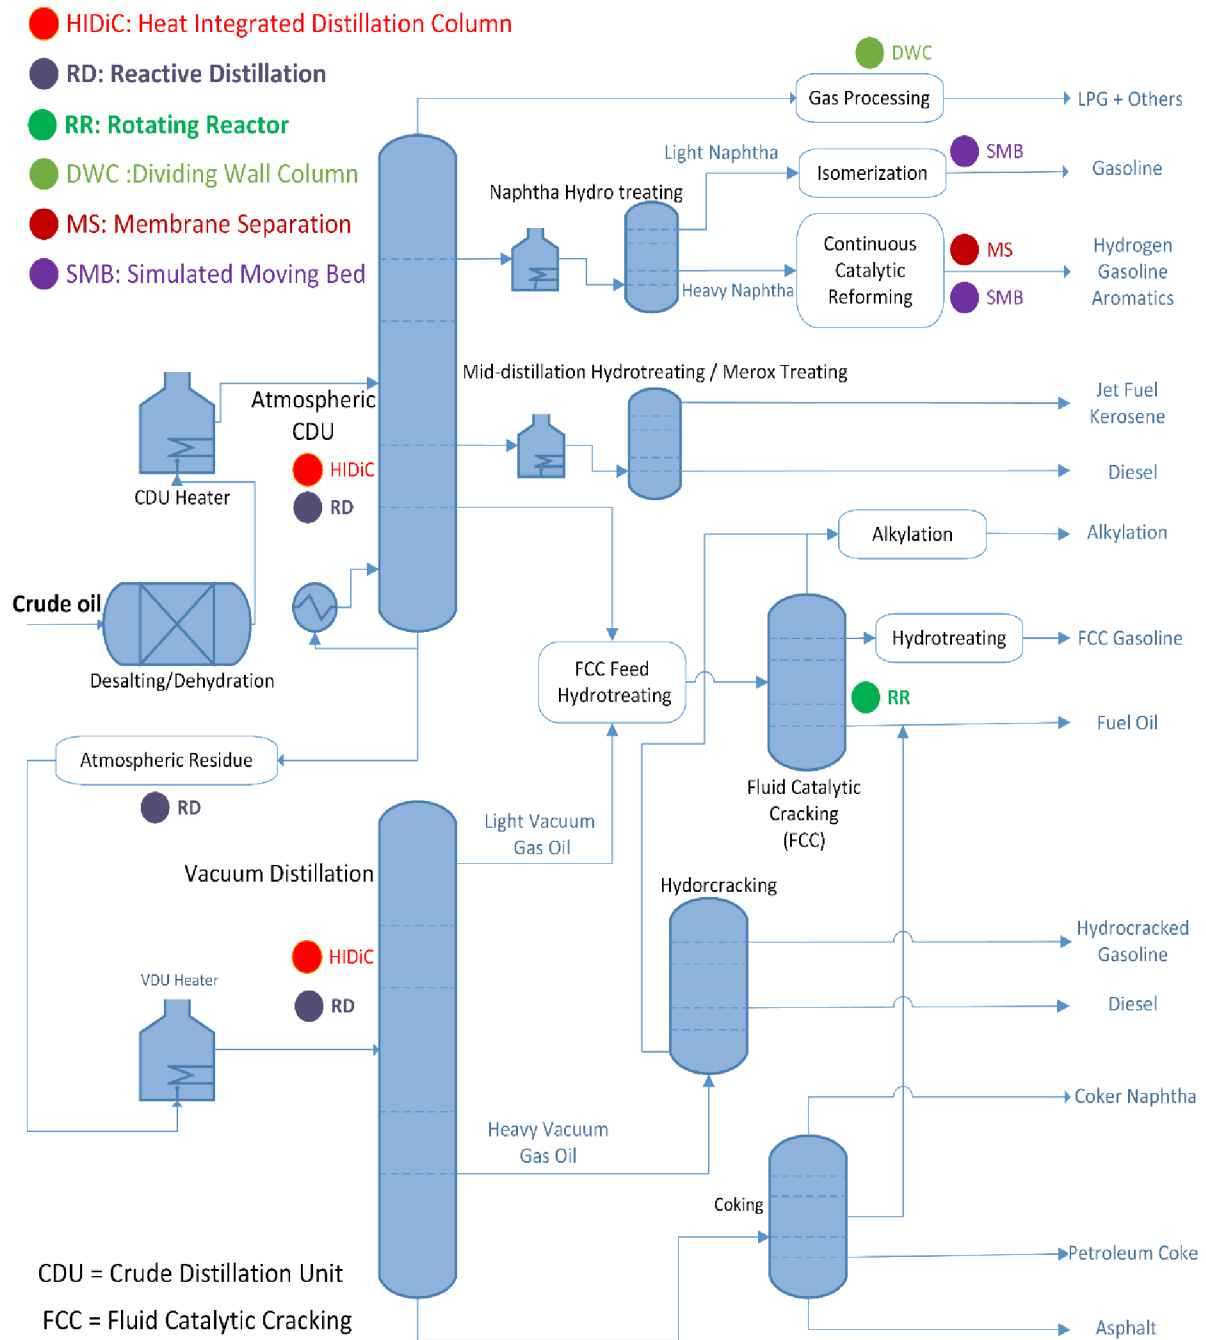 HIDiC: Heat Integrated Distillation Column
RD: Reactive Distillation
RR: Rotating Reactor
DWC :Dividing Wall Column
MS: Membrane Separation
SMB: Simulated Moving Bed
DWC
Gas Processing
LPG + Others
Light Naphtha
SMB
Isomerization
Gasoline
Naphtha Hydro treating
Continuous
Catalytic
Reforming
MS
SMB
Hydrogen
Gasoline
Aromatics
Heavy Naphtha
Mid-distillation Hydrotreating / Merox Treating
Jet Fuel
Kerosene
Diesel
Atmospheric
CDU
HIDiC
RD
CDU Heater
Alkylation
Alkylation
Crude oil
Desalting/Dehydration
FCC Feed
Hydrotreating
Hydrotreating
FCC Gasoline
RR
Fuel Oil
Atmospheric Residue
RD
Fluid Catalytic
Cracking
(FCC)
Light Vacuum
Gas Oil
Vacuum Distillation
Hydorcracking
HIDiC
RD
VDU Heater
Hydrocracked
Gasoline
Diesel
Heavy Vacuum
Gas Oil
Coker Naphtha
Coking
Petroleum Coke
Asphalt
CDU = Crude Distillation Unit
FCC = Fluid Catalytic Cracking